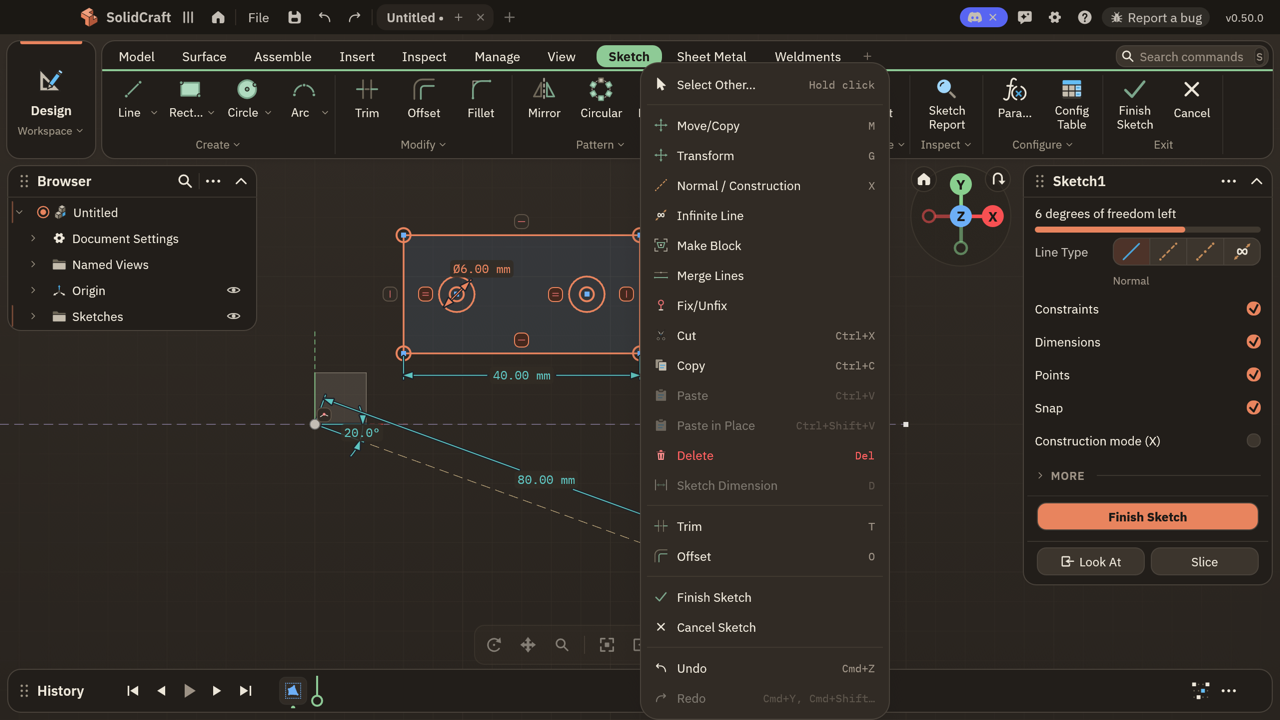 SolidCraft File Untitled • Report a bug v0.50.0
Model Surface Assemble Insert Inspect Manage View Sketch Sheet Metal Weldments Search commands S
Design
Workspace
Line Rect... Circle Arc Trim Offset Fillet Mirror Circular Sketch Report Para... Config Table Finish Sketch Cancel
Create Modify Pattern Inspect Configure Exit
Browser
Untitled
Document Settings
Named Views
Origin
Sketches
Ø6.00 mm
40.00 mm
20.0°
80.00 mm
Select Other... Hold click
Move/Copy M
Transform G
Normal / Construction X
Infinite Line
Make Block
Merge Lines
Fix/Unfix
Cut Ctrl+X
Copy Ctrl+C
Paste Ctrl+V
Paste in Place Ctrl+Shift+V
Delete Del
Sketch Dimension D
Trim T
Offset O
Finish Sketch
Cancel Sketch
Undo Cmd+Z
Redo Cmd+Y, Cmd+Shift…
Y
Z X
Sketch1
6 degrees of freedom left
Line Type
Normal
Constraints
Dimensions
Points
Snap
Construction mode (X)
MORE
Finish Sketch
Look At Slice
History